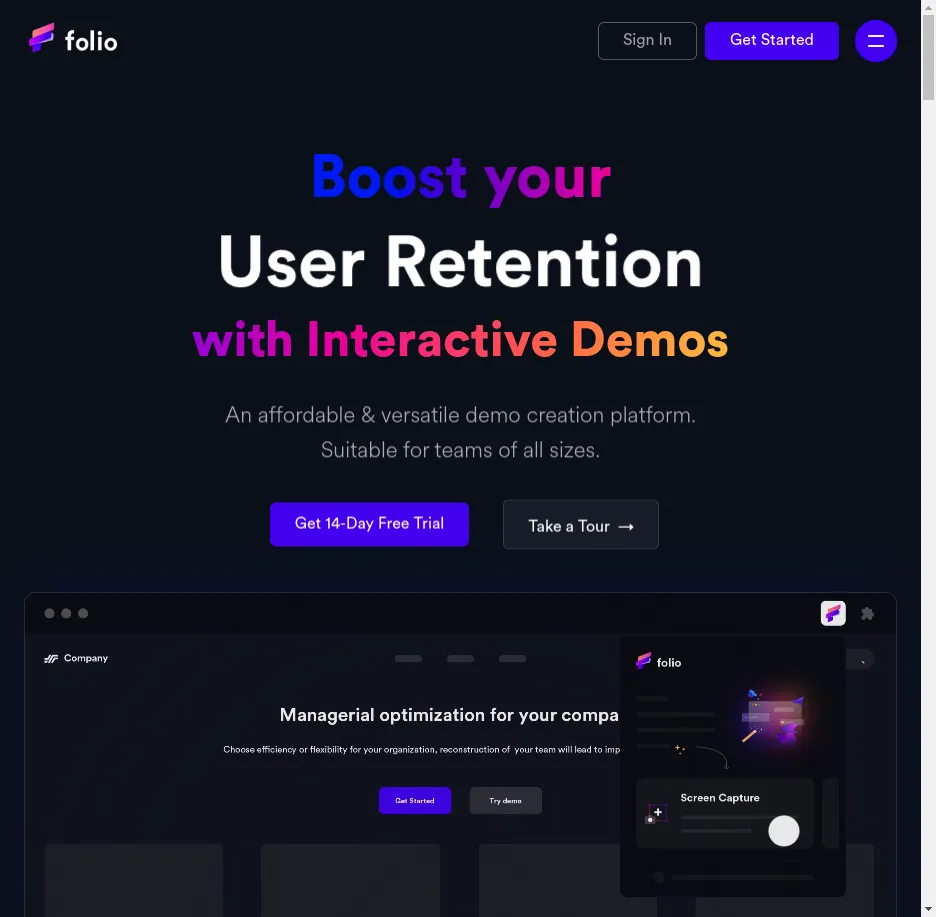 folio
Sign In
Get Started
Boost your
User Retention
with Interactive Demos
An affordable & versatile demo creation platform.
Suitable for teams of all sizes.
Get 14-Day Free Trial
Take a Tour →
Company
folio
Managerial optimization for your compa
Choose efficiency or flexibility for your organization, reconstruction of your team will lead to imp
Get Started
Try demo
Screen Capture